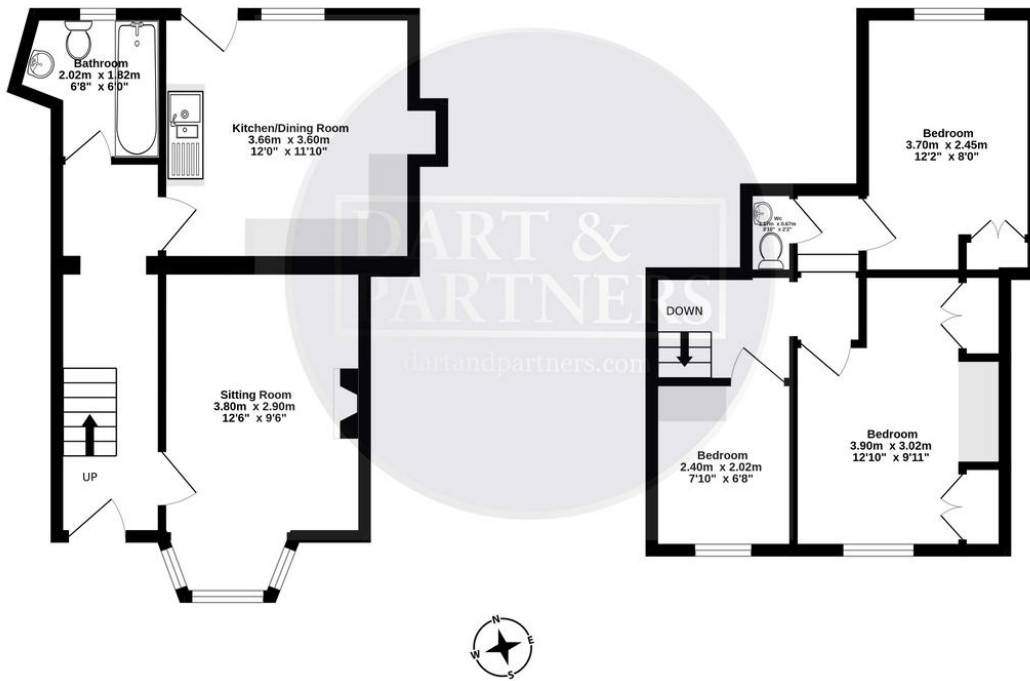 Bathroom
2.02m x 1.82m
6'8" x 6'0"
Kitchen/Dining Room
3.66m x 3.60m
12'0" x 11'10"
Sitting Room
3.80m x 2.90m
12'6" x 9'6"
UP
Bedroom
3.70m x 2.45m
12'2" x 8'0"
Wc
DOWN
Bedroom
2.40m x 2.02m
7'10" x 6'8"
Bedroom
3.90m x 3.02m
12'10" x 9'11"
DART &
PARTNERS
dartandpartners.com
N
E
S
W